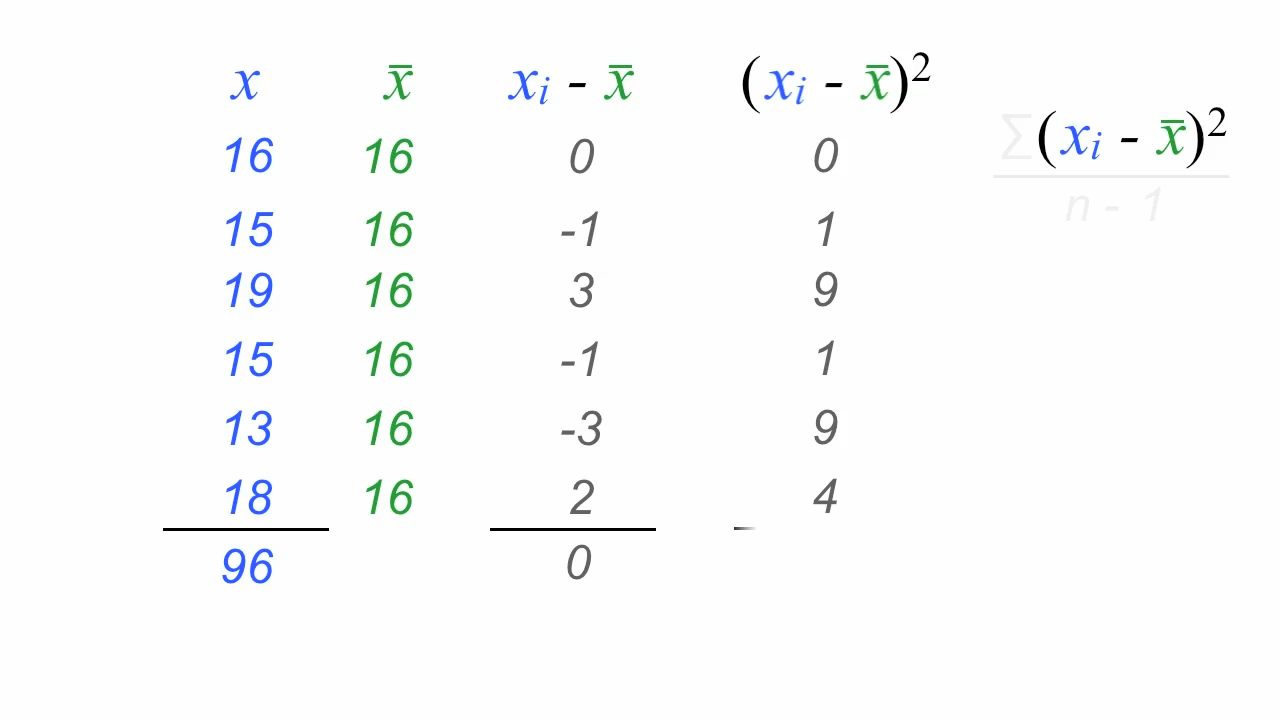 x x̄ xᵢ - x̄ (xᵢ - x̄)²
∑(xᵢ - x̄)²
n - 1
16 16 0 0
15 16 -1 1
19 16 3 9
15 16 -1 1
13 16 -3 9
18 16 2 4
96 0